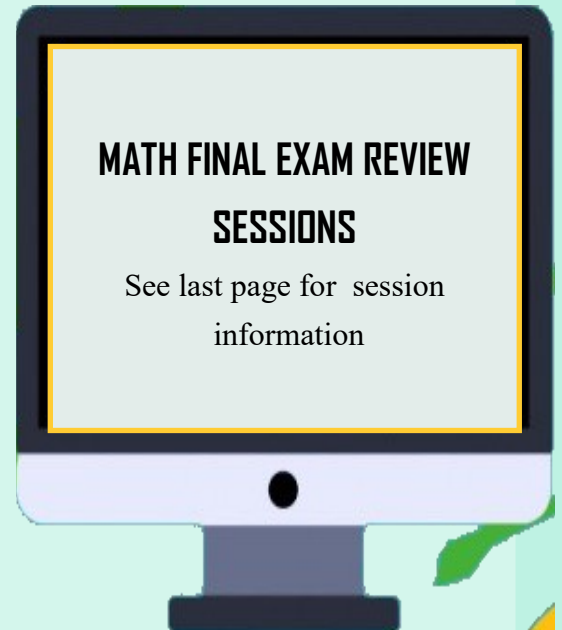 MATH FINAL EXAM REVIEW
SESSIONS
See last page for session
information